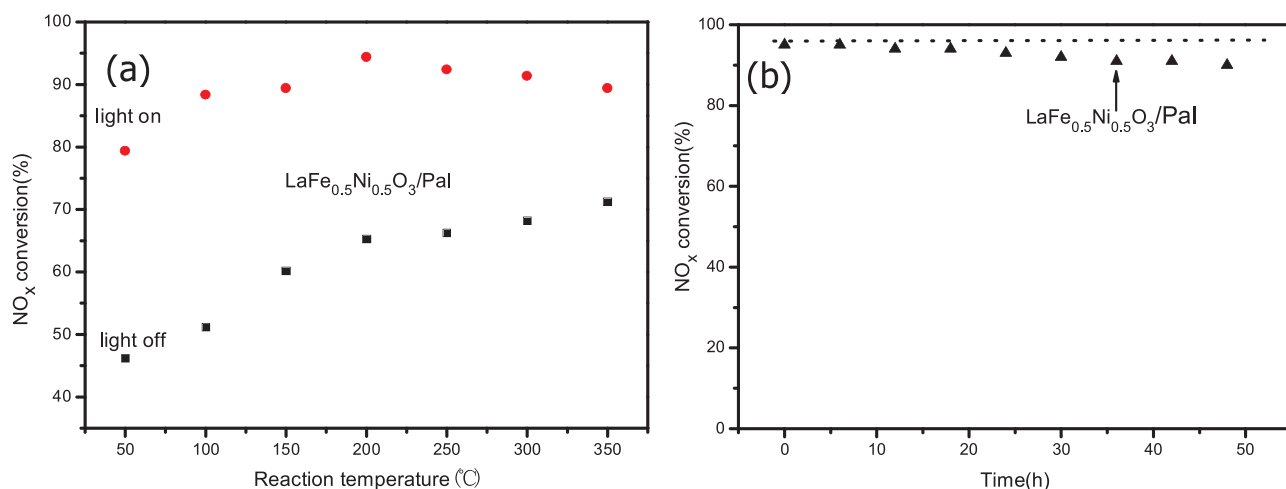 (a)
100
90
80
70
60
50
40
NOx conversion(%)
light on
LaFe0.5Ni0.5O3/Pal
light off
50 100 150 200 250 300 350
Reaction temperature (℃)
(b)
100
80
60
40
20
0
NOx conversion(%)
LaFe0.5Ni0.5O3/Pal
0 10 20 30 40 50
Time(h)